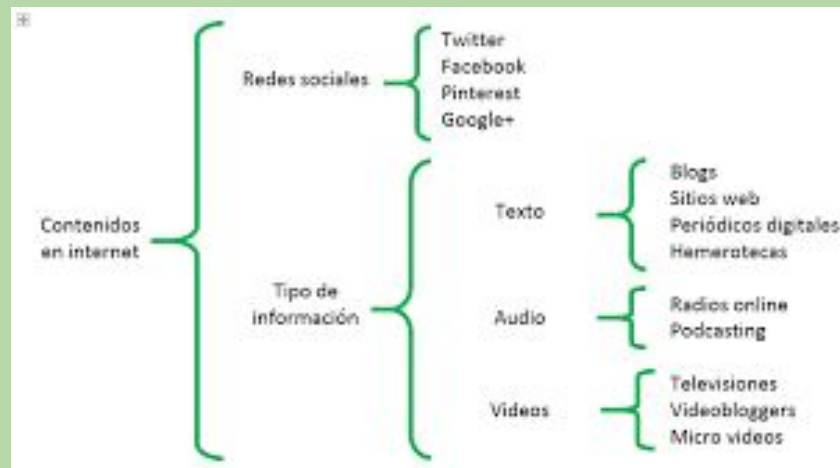 Contenidos
en internet
Redes sociales
Twitter
Facebook
Pinterest
Google+
Tipo de
información
Texto
Blogs
Sitios web
Periódicos digitales
Hemerotecas
Audio
Radios online
Podcasting
Videos
Televisiones
Videobloggers
Micro videos